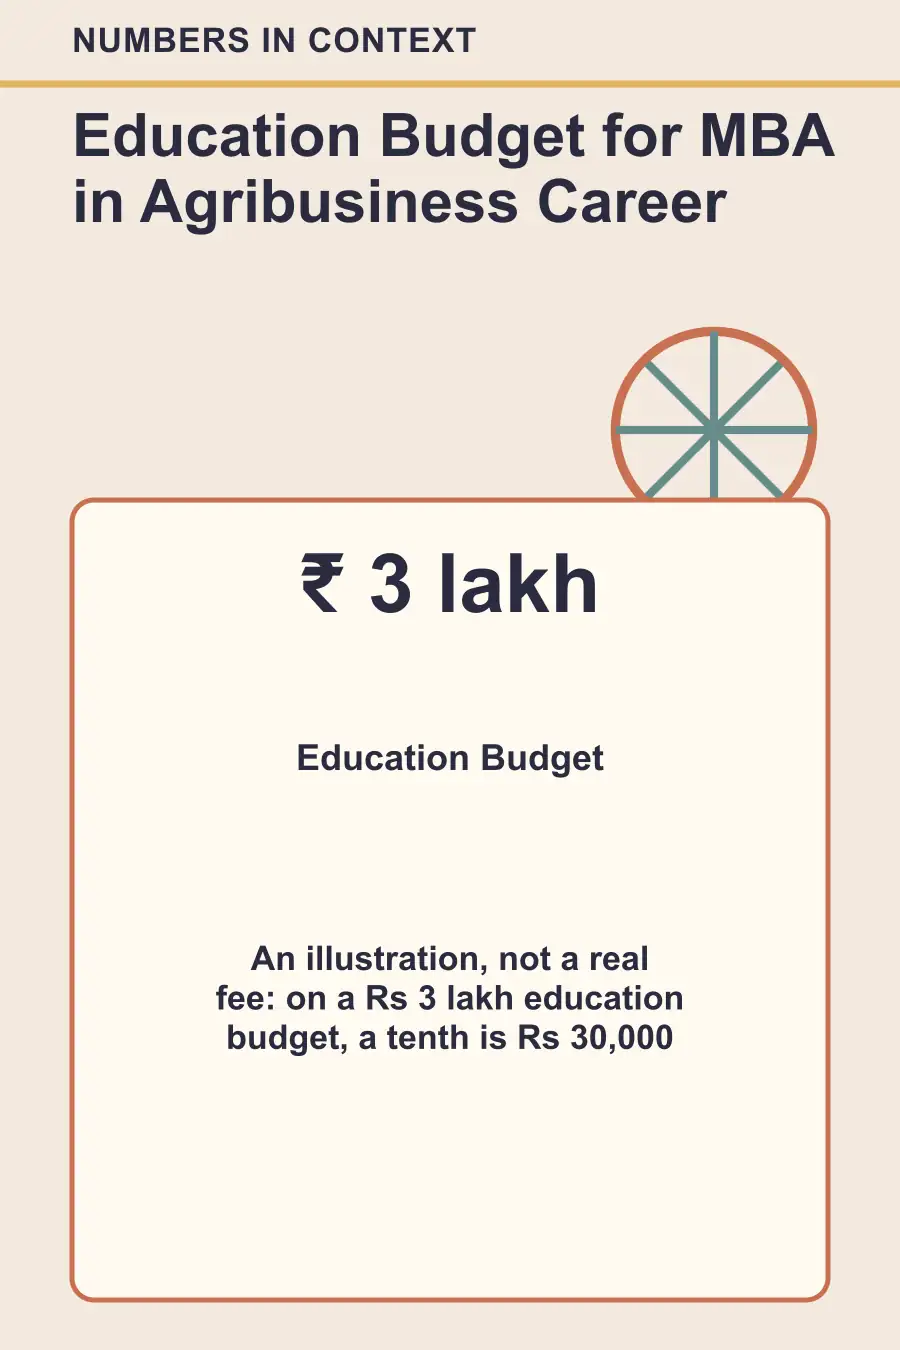 NUMBERS IN CONTEXT
Education Budget for MBA
in Agribusiness Career
₹ 3 lakh
Education Budget
An illustration, not a real
fee: on a Rs 3 lakh education
budget, a tenth is Rs 30,000